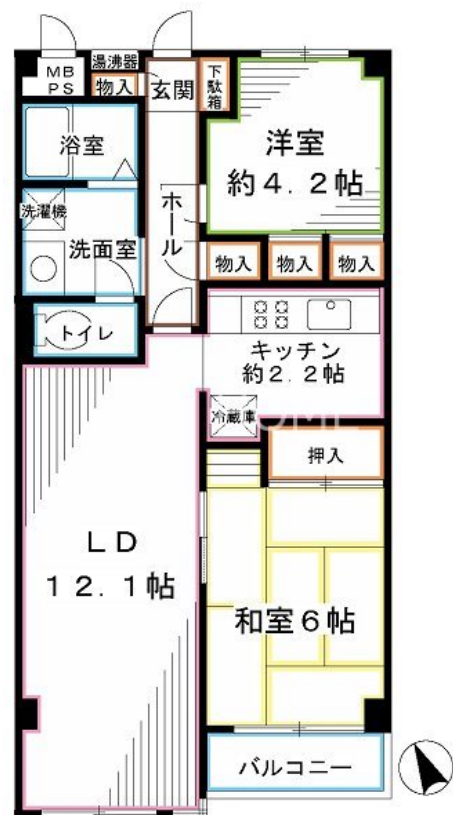 MB
PS
湯沸器
物入
玄関
下駄箱
浴室
洋室
約4.2帖
洗濯機
洗面室
ホール
物入
物入
物入
トイレ
キッチン
約2.2帖
冷蔵庫
押入
LD
12.1帖
和室6帖
バルコニー